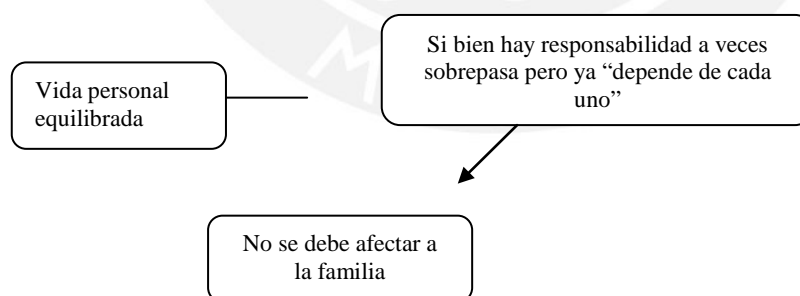 Si bien hay responsabilidad a veces
sobrepasa pero ya “depende de cada
uno”
Vida personal
equilibrada
No se debe afectar a
la familia